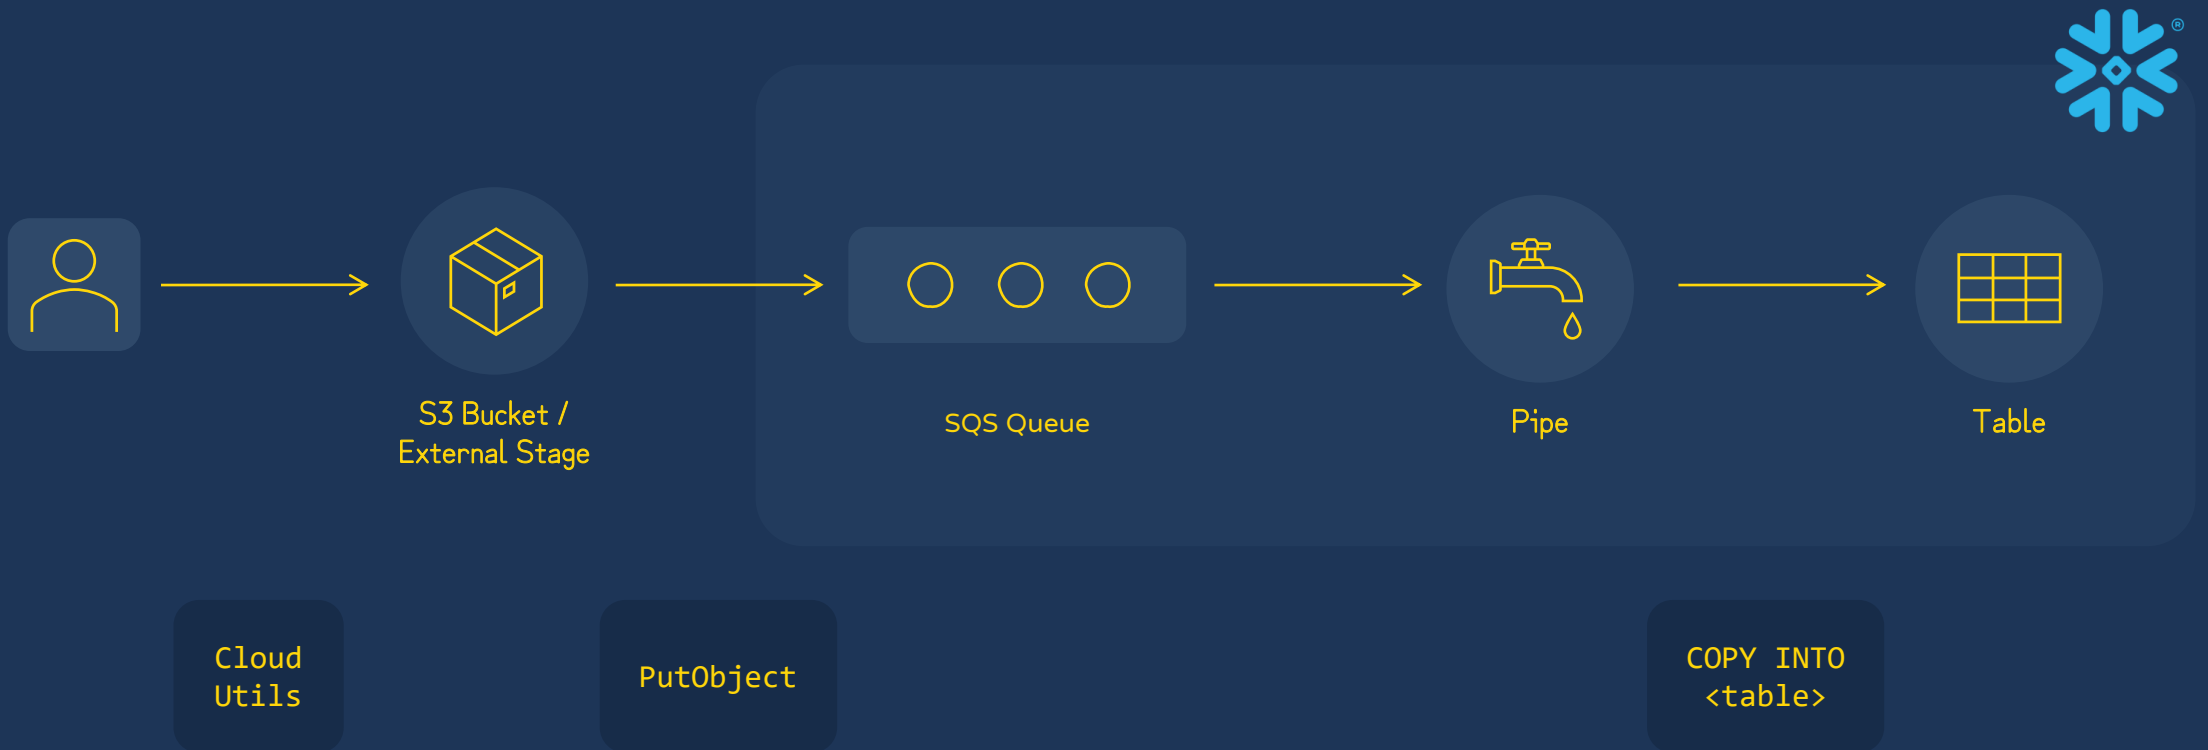 ®
S3 Bucket /
External Stage
SQS Queue
Pipe
Table
Cloud
Utils
PutObject
COPY INTO
<table>